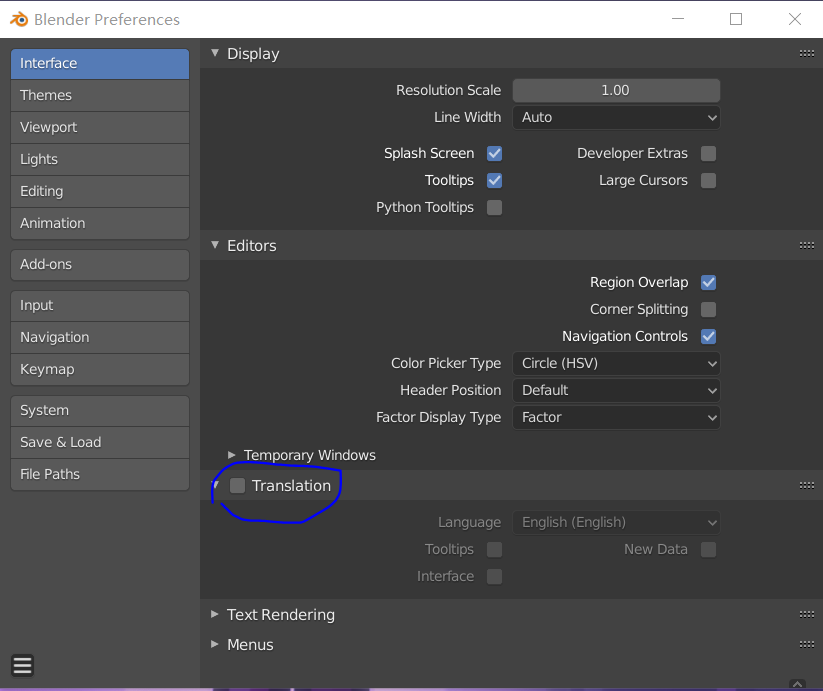 Blender Preferences
Interface
Themes
Viewport
Lights
Editing
Animation
Add-ons
Input
Navigation
Keymap
System
Save & Load
File Paths
Display
Resolution Scale 1.00
Line Width Auto
Splash Screen Developer Extras
Tooltips Large Cursors
Python Tooltips
Editors
Region Overlap
Corner Splitting
Navigation Controls
Color Picker Type Circle (HSV)
Header Position Default
Factor Display Type Factor
Temporary Windows
Translation
Language English (English)
Tooltips New Data
Interface
Text Rendering
Menus